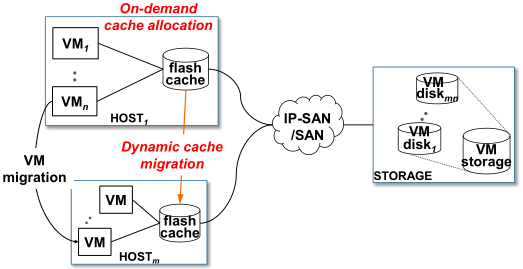 On-demand
cache allocation
VM1
VMn
flash
cache
HOST1
VM
migration
Dynamic cache
migration
VM
VM
flash
cache
HOSTm
IP-SAN
/SAN
VM
diskmn
VM
disk1
VM
storage
STORAGE